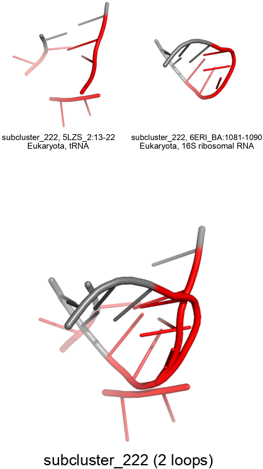 subcluster_222, 5LZS_2:13-22
Eukaryota, tRNA
subcluster_222, 6ERI_BA:1081-1090
Eukaryota, 16S ribosomal RNA
subcluster_222 (2 loops)